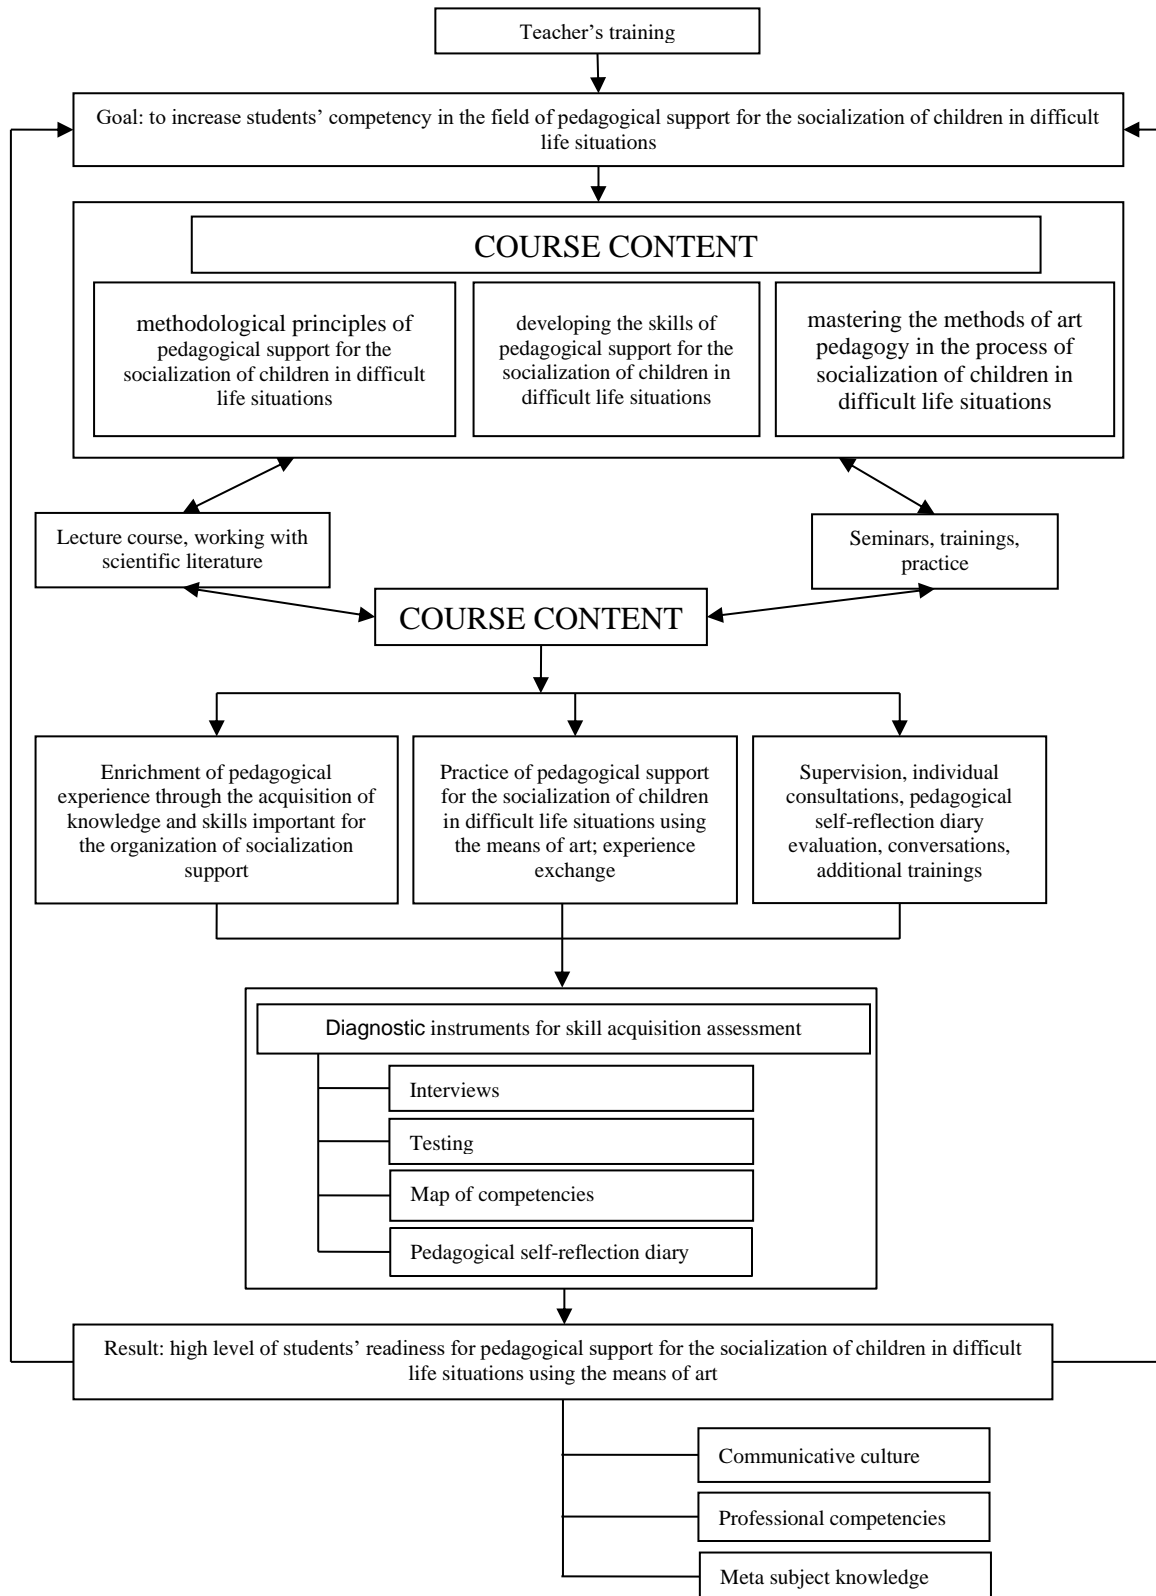 Teacher’s training
Goal: to increase students’ competency in the field of pedagogical support for the socialization of children in difficult
life situations
COURSE CONTENT
methodological principles of
pedagogical support for the
socialization of children in difficult
life situations
developing the skills of
pedagogical support for the
socialization of children in
difficult life situations
mastering the methods of art
pedagogy in the process of
socialization of children in
difficult life situations
Lecture course, working with
scientific literature
Seminars, trainings,
practice
COURSE CONTENT
Enrichment of pedagogical
experience through the acquisition of
knowledge and skills important for
the organization of socialization
support
Practice of pedagogical support
for the socialization of children
in difficult life situations using
the means of art; experience
exchange
Supervision, individual
consultations, pedagogical
self-reflection diary
evaluation, conversations,
additional trainings
Diagnostic instruments for skill acquisition assessment
Interviews
Testing
Map of competencies
Pedagogical self-reflection diary
Result: high level of students’ readiness for pedagogical support for the socialization of children in difficult
life situations using the means of art
Communicative culture
Professional competencies
Meta subject knowledge